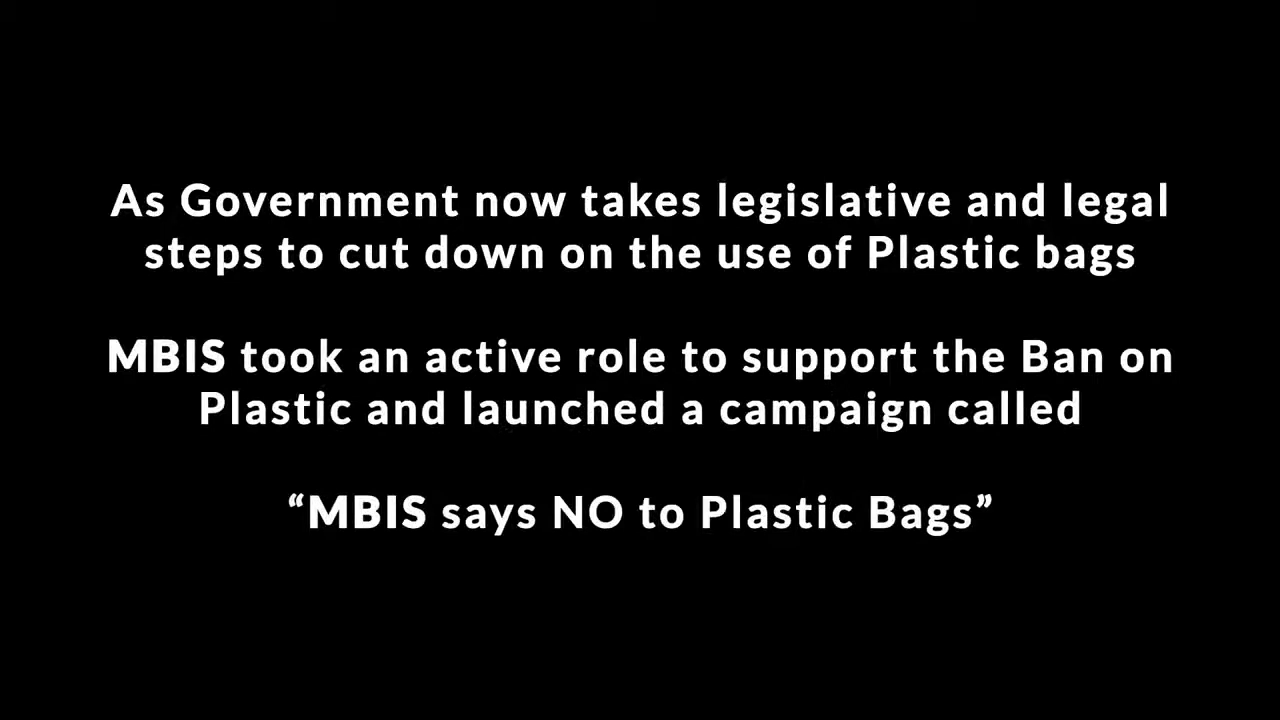 As Government now takes legislative and legal
steps to cut down on the use of Plastic bags
MBIS took an active role to support the Ban on
Plastic and launched a campaign called
“MBIS says NO to Plastic Bags”